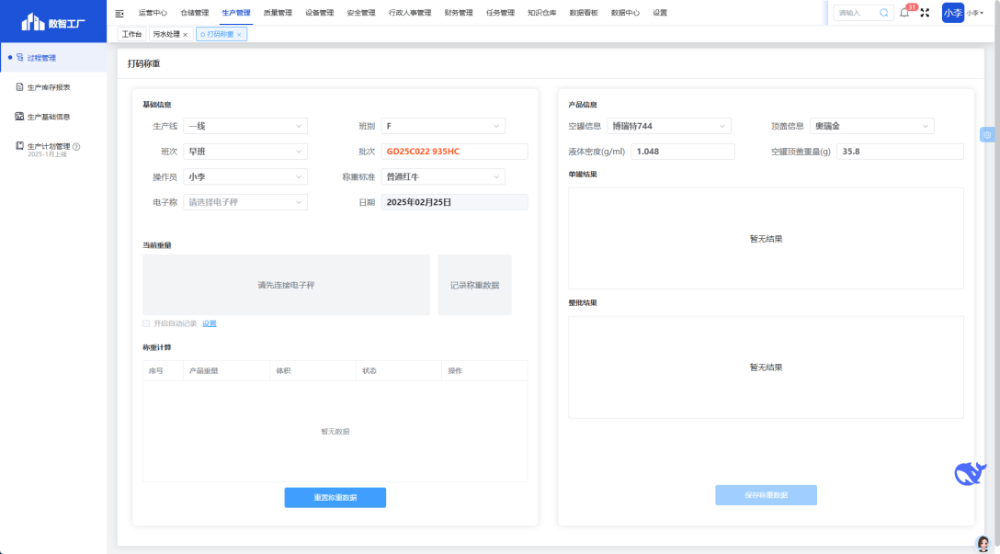 数智工厂
运营中心 仓储管理 生产管理 质量管理 设备管理 安全管理 行政人事管理 财务管理 任务管理 知识仓库 数据看板 数据中心 设置 请输入 31 小李 小李
工作台 污水处理 × 打码称重 ×
过程管理
生产库存报表
生产基础信息
生产计划管理
2025-1月上线
打码称重
基础信息
生产线 一线 班别 F
班次 早班 批次 GD25C022 935HC
操作员 小李 称重标准 普通红牛
电子称 请选择电子秤 日期 2025年02月25日
当前重量
请先连接电子秤 记录称重数据
开启自动记录 设置
称重计算
序号 产品重量 体积 状态 操作
暂无数据
重置称重数据
产品信息
空罐信息 博瑞特744 顶盖信息 奥瑞金
液体密度(g/ml) 1.048 空罐顶盖重量(g) 35.8
单罐结果
暂无结果
整批结果
暂无结果
保存称重数据